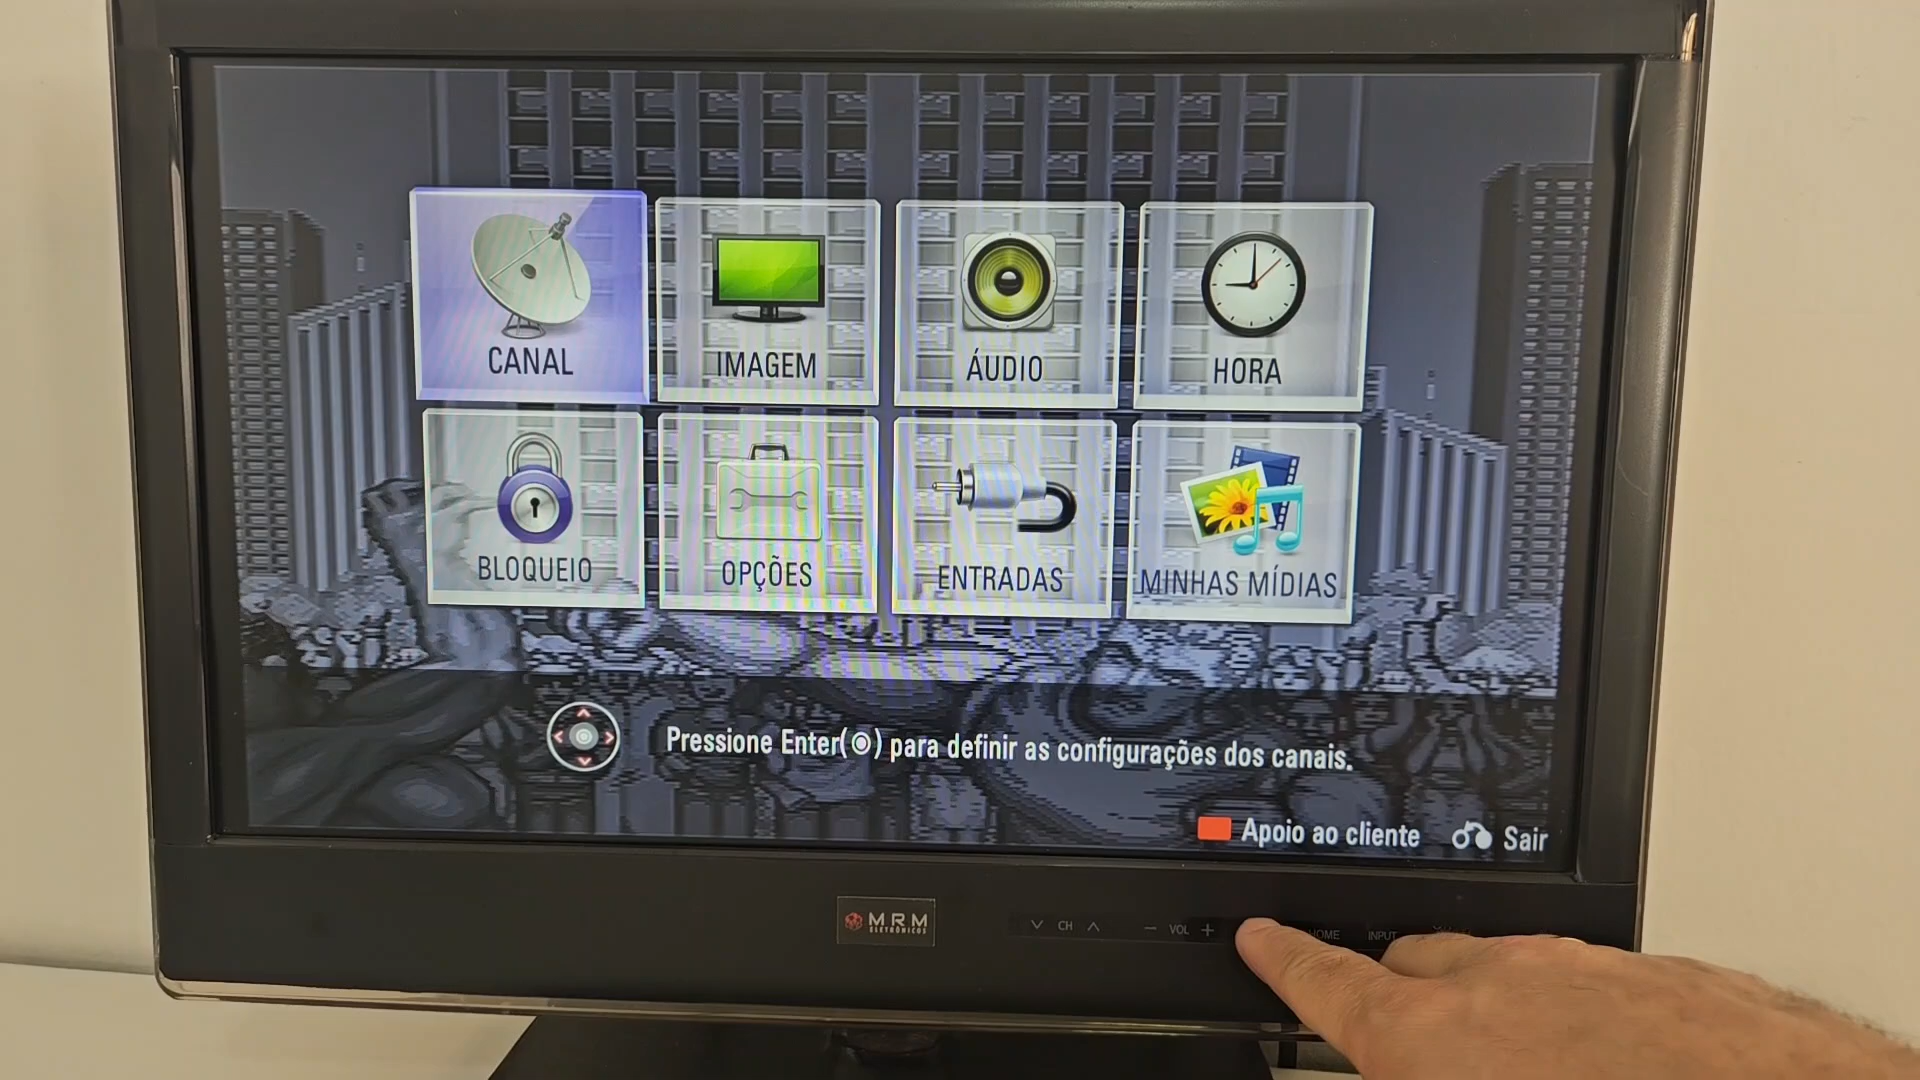 CANAL
IMAGEM
ÁUDIO
HORA
BLOQUEIO
OPÇÕES
ENTRADAS
MINHAS MÍDIAS
Pressione Enter(◉) para definir as configurações dos canais.
Apoio ao cliente
Sair
MRM
ELETRÔNICOS
CH
- VOL +
HOME
INPUT